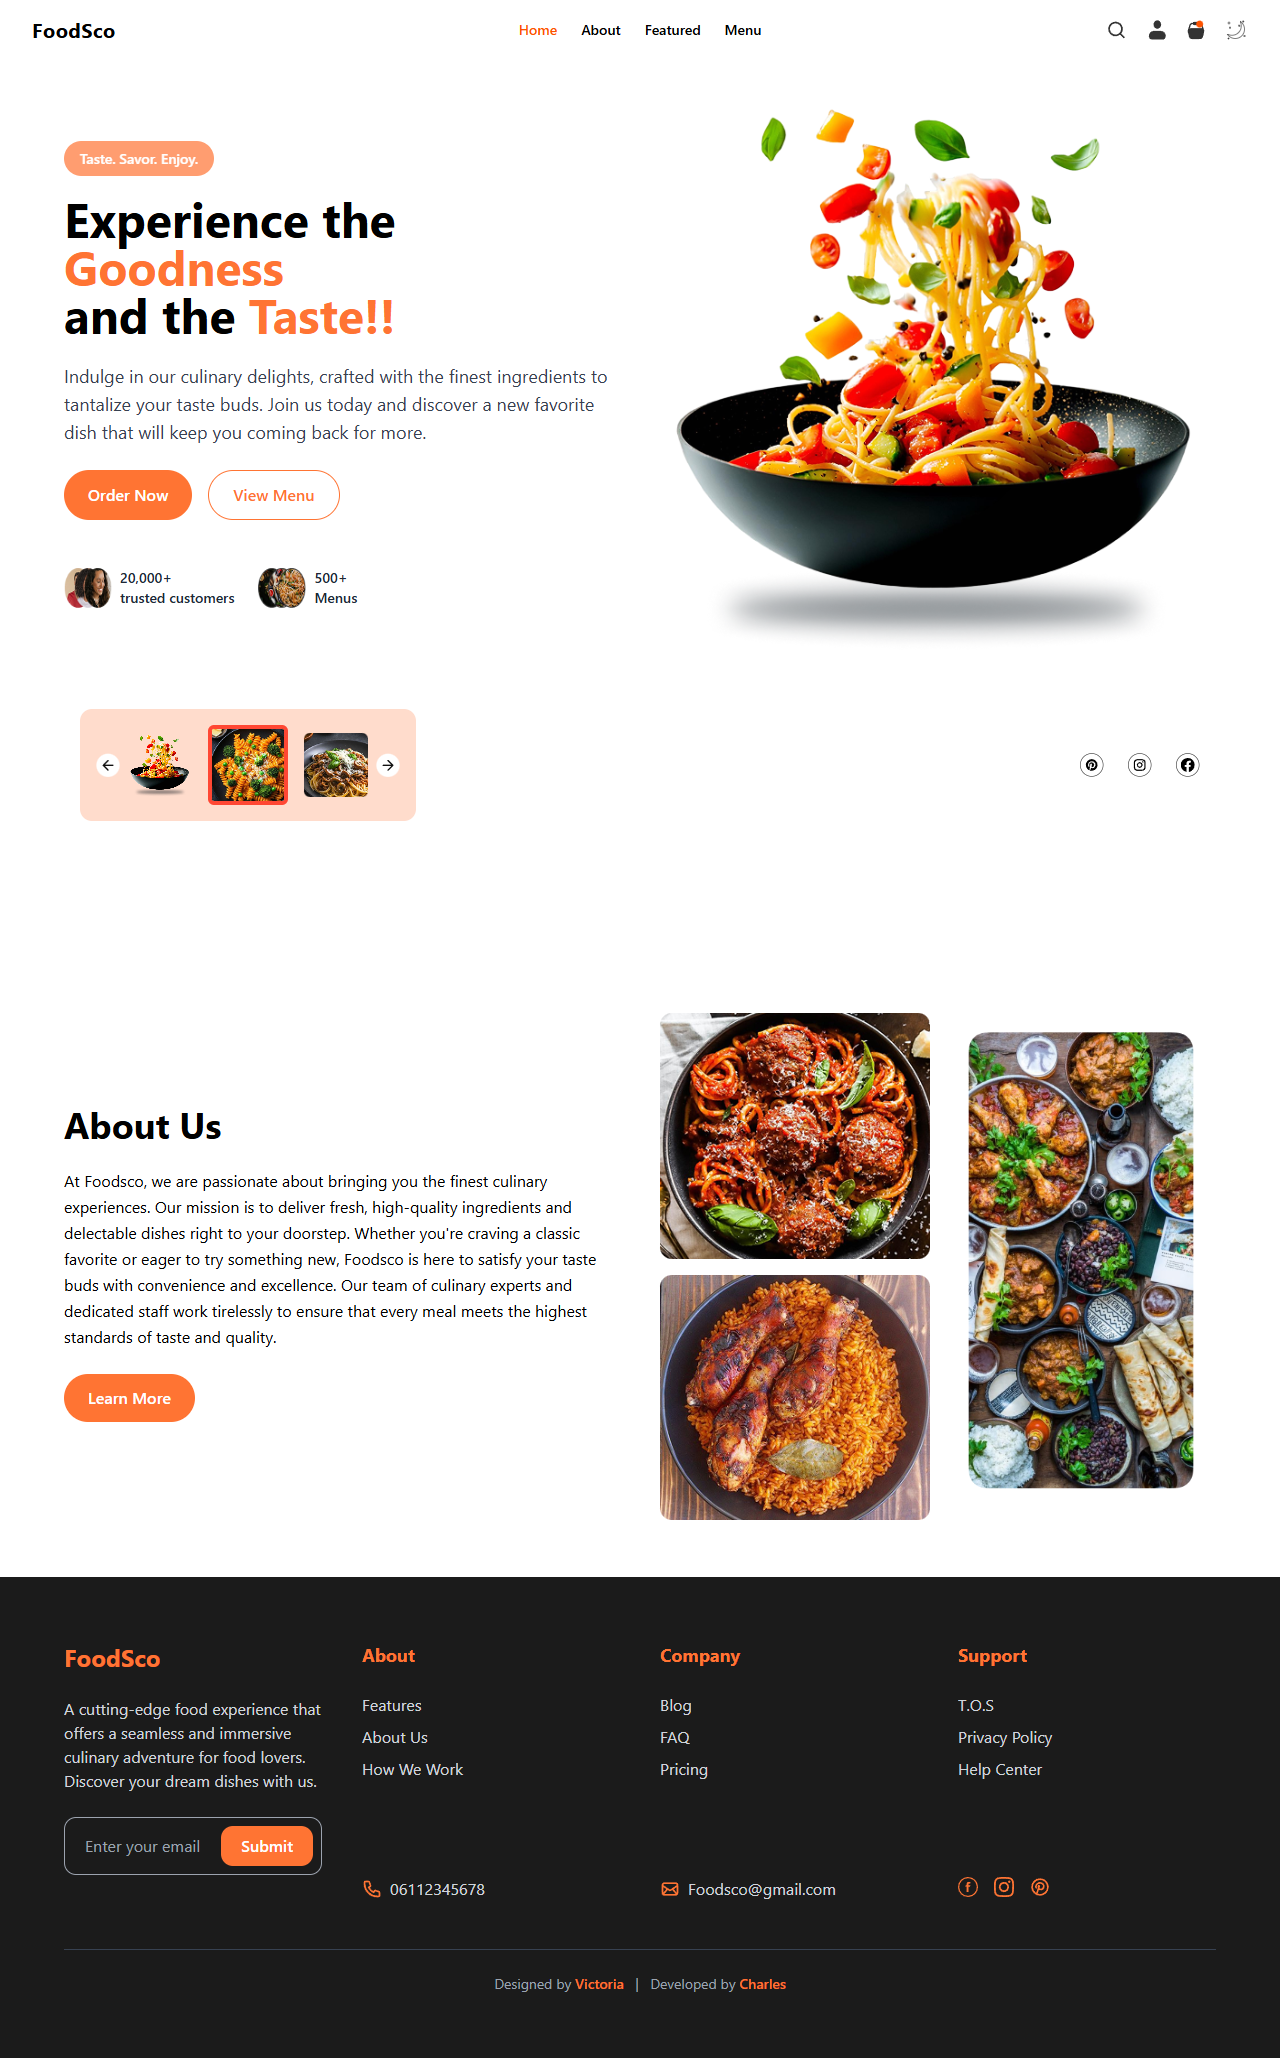 FoodSco
Home
About
Featured
Menu
Taste. Savor. Enjoy.
Experience the
Goodness
and the Taste!!
Indulge in our culinary delights, crafted with the finest ingredients to
tantalize your taste buds. Join us today and discover a new favorite
dish that will keep you coming back for more.
Order Now
View Menu
20,000+
trusted customers
500+
Menus
About Us
At Foodsco, we are passionate about bringing you the finest culinary
experiences. Our mission is to deliver fresh, high-quality ingredients and
delectable dishes right to your doorstep. Whether you're craving a classic
favorite or eager to try something new, Foodsco is here to satisfy your taste
buds with convenience and excellence. Our team of culinary experts and
dedicated staff work tirelessly to ensure that every meal meets the highest
standards of taste and quality.
Learn More
FoodSco
A cutting-edge food experience that
offers a seamless and immersive
culinary adventure for food lovers.
Discover your dream dishes with us.
Enter your email
Submit
About
Features
About Us
How We Work
Company
Blog
FAQ
Pricing
Support
T.O.S
Privacy Policy
Help Center
06112345678
Foodsco@gmail.com
Designed by Victoria | Developed by Charles